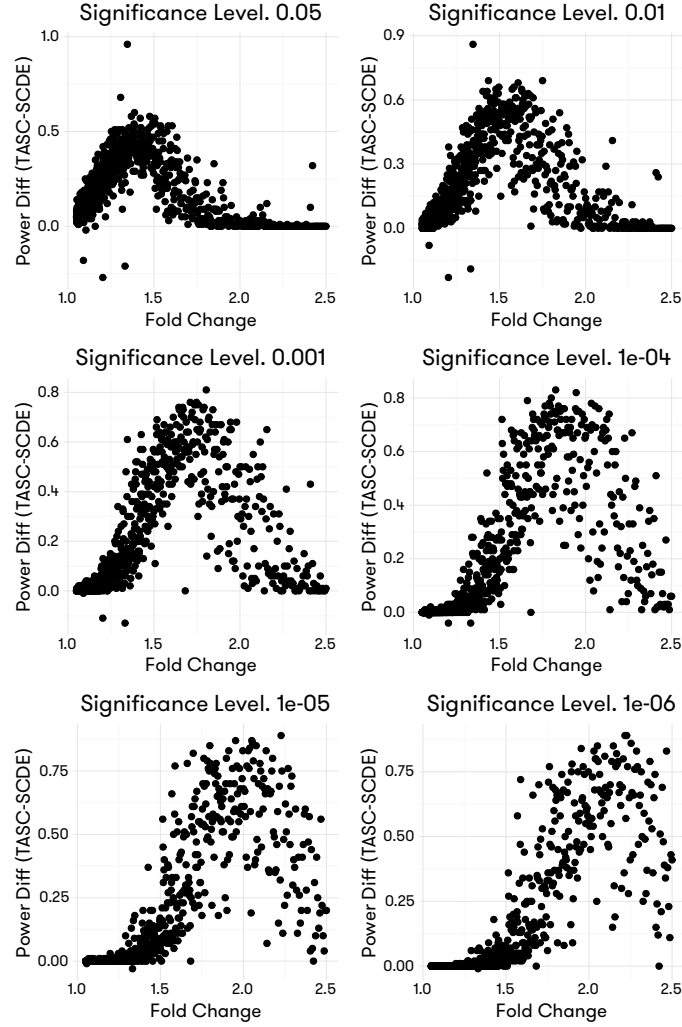 Significance Level. 0.05
Power Diff (TASC-SCDE)
1.0
0.5
0.0
1.0 1.5 2.0 2.5
Fold Change
Significance Level. 0.01
Power Diff (TASC-SCDE)
0.9
0.6
0.3
0.0
1.0 1.5 2.0 2.5
Fold Change
Significance Level. 0.001
Power Diff (TASC-SCDE)
0.8
0.6
0.4
0.2
0.0
1.0 1.5 2.0 2.5
Fold Change
Significance Level. 1e-04
Power Diff (TASC-SCDE)
0.8
0.6
0.4
0.2
0.0
1.0 1.5 2.0 2.5
Fold Change
Significance Level. 1e-05
Power Diff (TASC-SCDE)
0.75
0.50
0.25
0.00
1.0 1.5 2.0 2.5
Fold Change
Significance Level. 1e-06
Power Diff (TASC-SCDE)
0.75
0.50
0.25
0.00
1.0 1.5 2.0 2.5
Fold Change